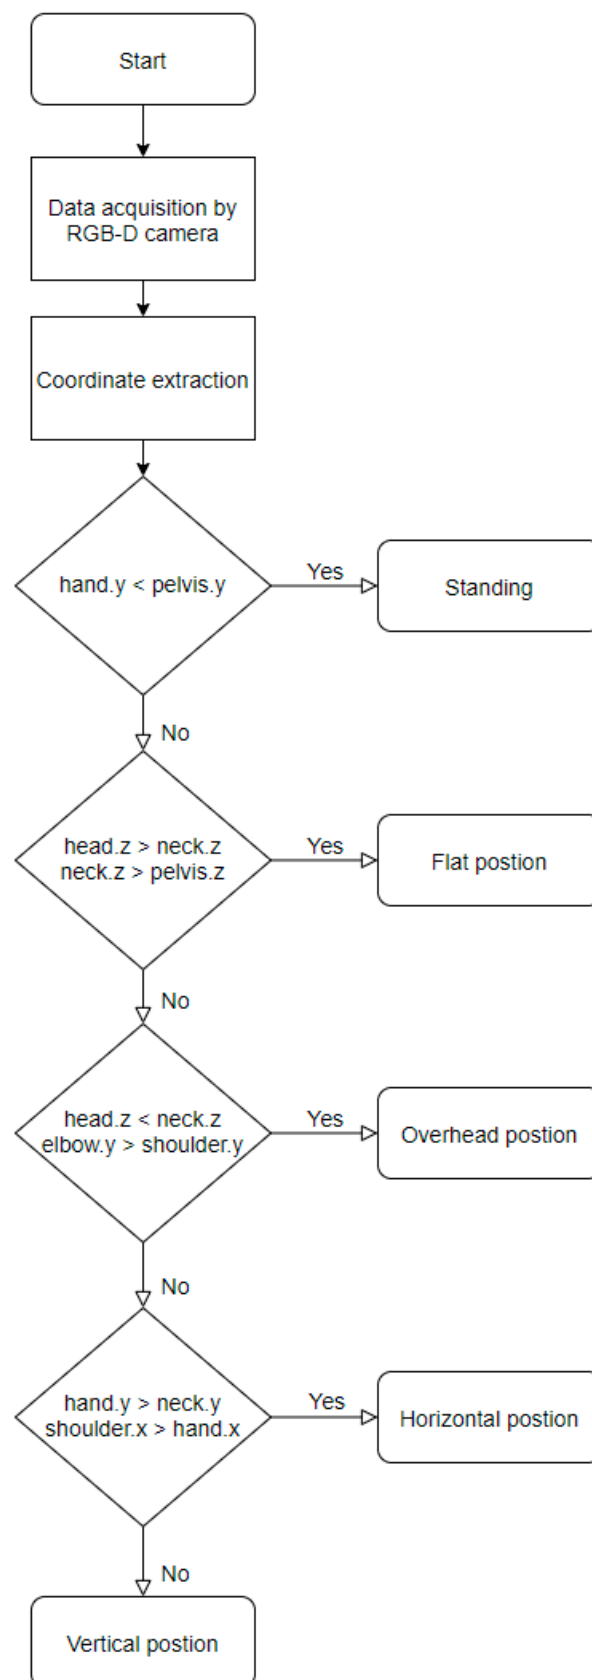 Start
Data acquisition by
RGB-D camera
Coordinate extraction
hand.y < pelvis.y
Yes
Standing
No
head.z > neck.z
neck.z > pelvis.z
Yes
Flat postion
No
head.z < neck.z
elbow.y > shoulder.y
Yes
Overhead postion
No
hand.y > neck.y
shoulder.x > hand.x
Yes
Horizontal postion
No
Vertical postion